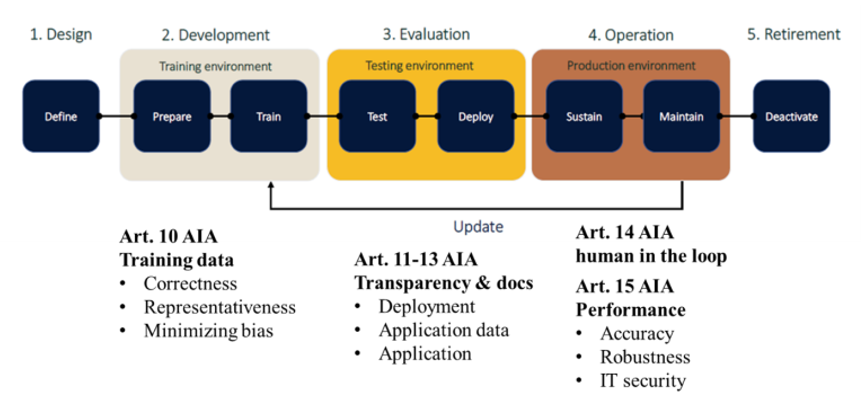 1. Design
2. Development
3. Evaluation
4. Operation
5. Retirement
Training environment
Testing environment
Production environment
Define
Prepare
Train
Test
Deploy
Sustain
Maintain
Deactivate
Update
Art. 10 AIA
Training data
• Correctness
• Representativeness
• Minimizing bias
Art. 11-13 AIA
Transparency & docs
• Deployment
• Application data
• Application
Art. 14 AIA
human in the loop
Art. 15 AIA
Performance
• Accuracy
• Robustness
• IT security